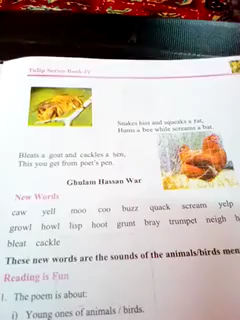 Tulip Series Book-IV
Snakes hiss and squeaks a rat,
Hums a bee while screams a bat.
Bleats a goat and cackles a hen,
This you get from poet's pen.
Ghulam Hassan War
New Words
caw yell moo coo buzz quack scream yelp
growl howl lisp hoot grunt bray trumpet neigh
bleat cackle
These new words are the sounds of the animals/birds men
Reading is Fun
1. The poem is about:
i) Young ones of animals / birds.